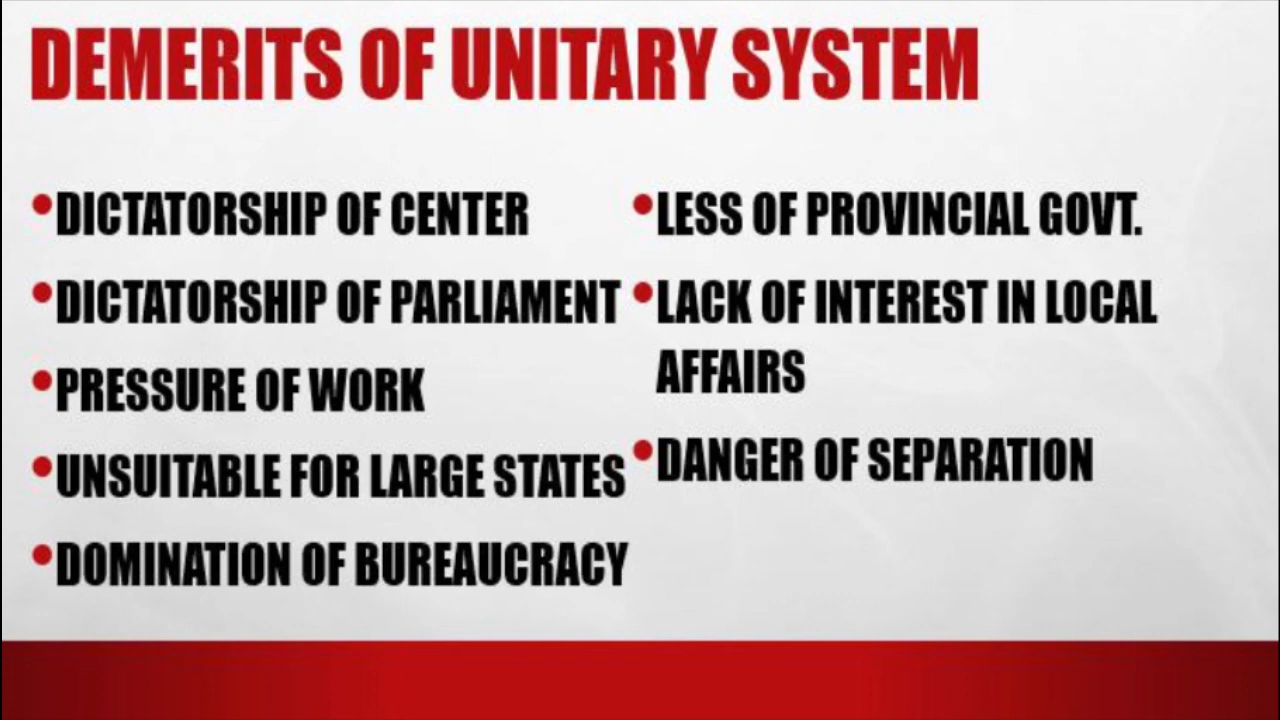 DEMERITS OF UNITARY SYSTEM
•DICTATORSHIP OF CENTER
•DICTATORSHIP OF PARLIAMENT
•PRESSURE OF WORK
•UNSUITABLE FOR LARGE STATES
•DOMINATION OF BUREAUCRACY
•LESS OF PROVINCIAL GOVT.
•LACK OF INTEREST IN LOCAL
AFFAIRS
•DANGER OF SEPARATION